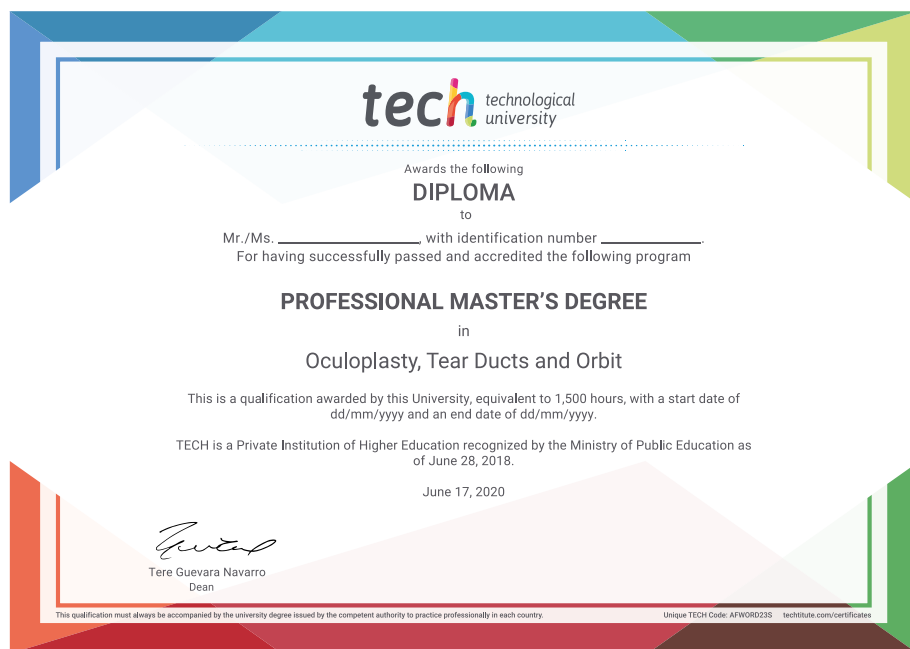 tech technological
university
Awards the following
DIPLOMA
to
Mr./Ms. ____________________, with identification number ______________.
For having successfully passed and accredited the following program
PROFESSIONAL MASTER'S DEGREE
in
Oculoplasty, Tear Ducts and Orbit
This is a qualification awarded by this University, equivalent to 1,500 hours, with a start date of
dd/mm/yyyy and an end date of dd/mm/yyyy.
TECH is a Private Institution of Higher Education recognized by the Ministry of Public Education as
of June 28, 2018.
June 17, 2020
Tere Guevara Navarro
Dean
This qualification must always be accompanied by the university degree issued by the competent authority to practice professionally in each country.
Unique TECH Code: AFWORD23S techtitute.com/certificates